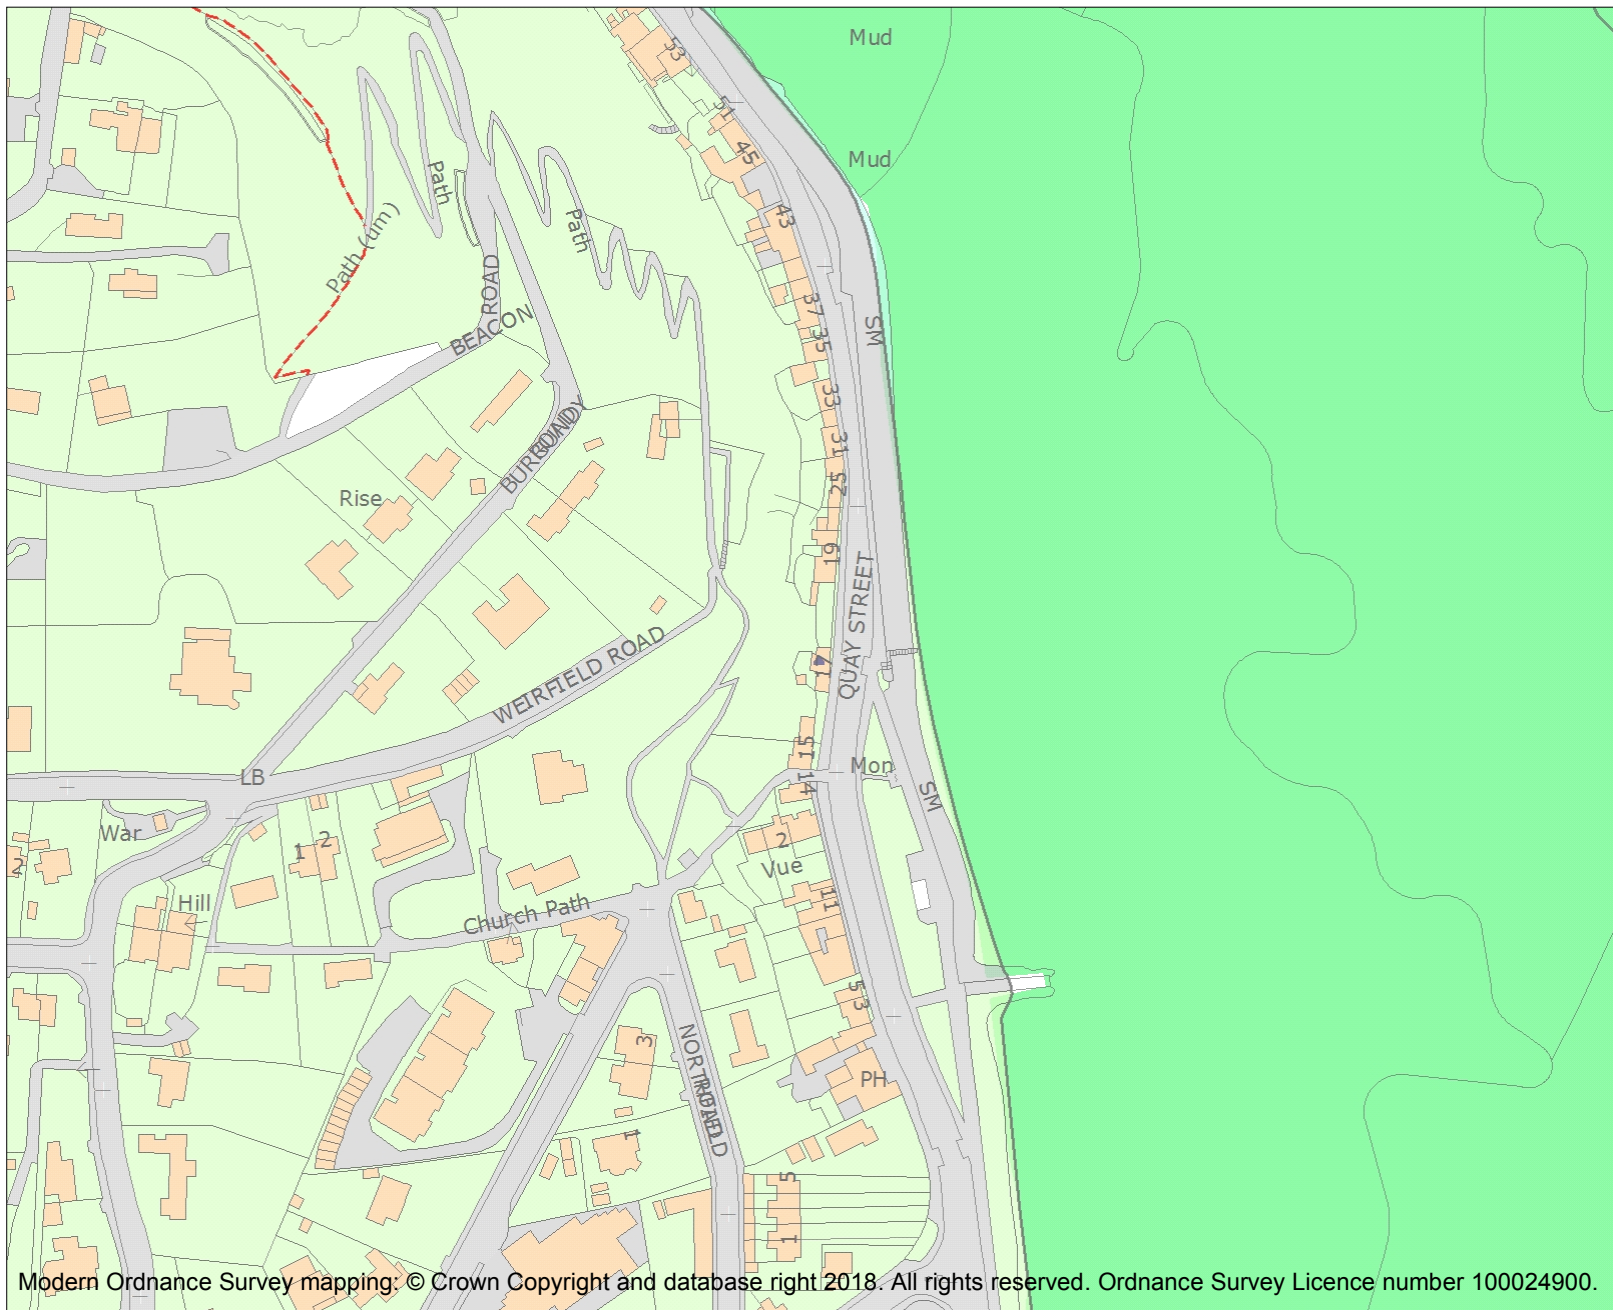 Mud
53
51
Mud
45
Path
43
Path
Path (um)
ROAD
37
SM
BEACON
35
33
31
BURGUNDY
ROAD
25
Rise
19
QUAY STREET
WEIRFIELD ROAD
17
15
Mon
LB
14
SM
War
2
1
2
2
Vue
Hill
11
Church Path
5
3
3
NORTHFIELD
ROAD
PH
1
5
1
Modern Ordnance Survey mapping: © Crown Copyright and database right 2018. All rights reserved. Ordnance Survey Licence number 100024900.